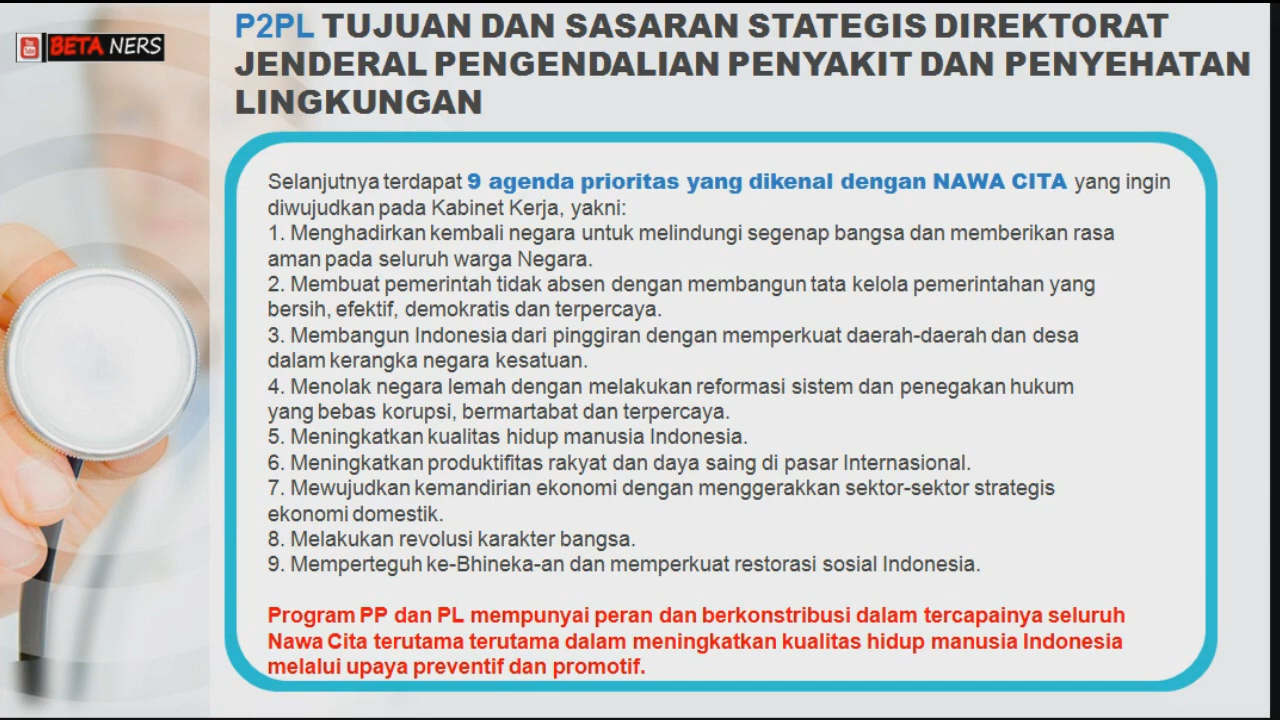 BETA NERS
P2PL TUJUAN DAN SASARAN STATEGIS DIREKTORAT
JENDERAL PENGENDALIAN PENYAKIT DAN PENYEHATAN
LINGKUNGAN
Selanjutnya terdapat 9 agenda prioritas yang dikenal dengan NAWA CITA yang ingin
diwujudkan pada Kabinet Kerja, yakni:
1. Menghadirkan kembali negara untuk melindungi segenap bangsa dan memberikan rasa
aman pada seluruh warga Negara.
2. Membuat pemerintah tidak absen dengan membangun tata kelola pemerintahan yang
bersih, efektif, demokratis dan terpercaya.
3. Membangun Indonesia dari pinggiran dengan memperkuat daerah-daerah dan desa
dalam kerangka negara kesatuan.
4. Menolak negara lemah dengan melakukan reformasi sistem dan penegakan hukum
yang bebas korupsi, bermartabat dan terpercaya.
5. Meningkatkan kualitas hidup manusia Indonesia.
6. Meningkatkan produktifitas rakyat dan daya saing di pasar Internasional.
7. Mewujudkan kemandirian ekonomi dengan menggerakkan sektor-sektor strategis
ekonomi domestik.
8. Melakukan revolusi karakter bangsa.
9. Memperteguh ke-Bhineka-an dan memperkuat restorasi sosial Indonesia.
Program PP dan PL mempunyai peran dan berkonstribusi dalam tercapainya seluruh
Nawa Cita terutama terutama dalam meningkatkan kualitas hidup manusia Indonesia
melalui upaya preventif dan promotif.